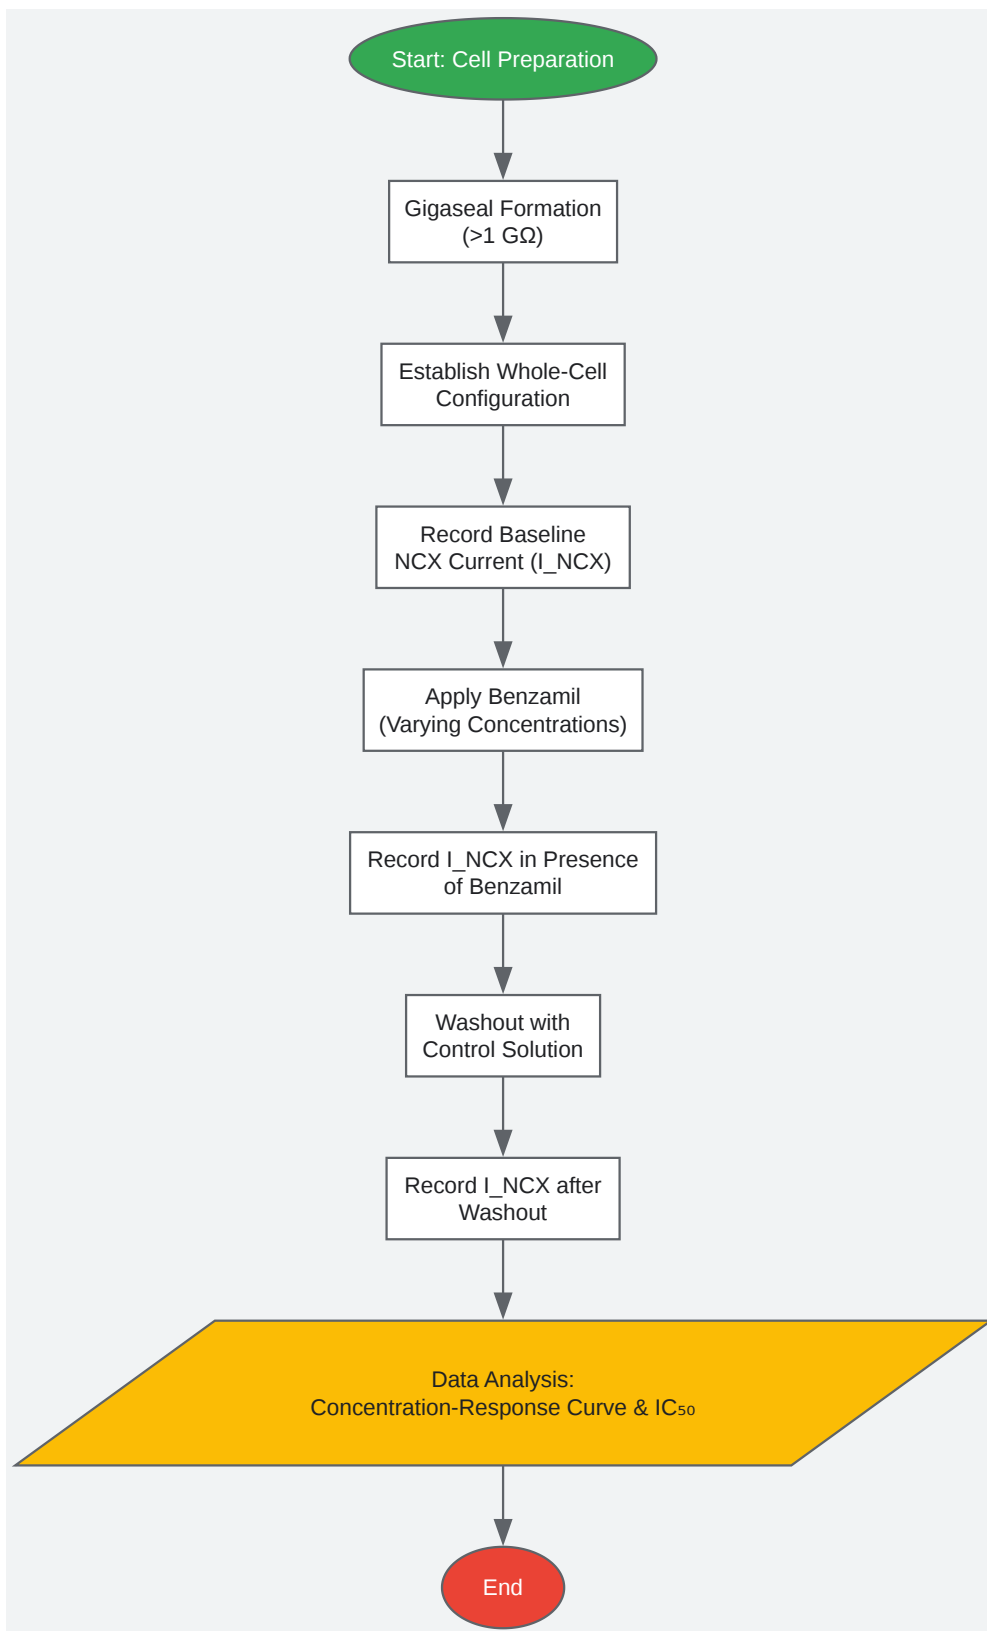 Start: Cell Preparation
Gigaseal Formation
(>1 GΩ)
Establish Whole-Cell
Configuration
Record Baseline
NCX Current (I_NCX)
Apply Benzamil
(Varying Concentrations)
Record I_NCX in Presence
of Benzamil
Washout with
Control Solution
Record I_NCX after
Washout
Data Analysis:
Concentration-Response Curve & IC₅₀
End